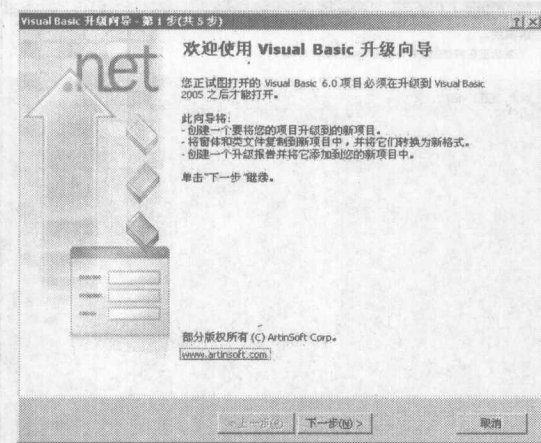 Visual Basic 升级向导 - 第 1 步(共 5 步)
.net
欢迎使用 Visual Basic 升级向导
您正试图打开的 Visual Basic 6.0 项目必须在升级到 Visual Basic
2005 之后才能打开。
此向导将:
- 创建一个要将您的项目升级到的新项目。
- 将窗体和类文件复制到新项目中，并将它们转换为新格式。
- 创建一个升级报告并将它添加到您的新项目中。
单击"下一步"继续。
部分版权所有 (C) ArtinSoft Corp。
www.artinsoft.com
<上一步(B) 下一步(N) > 取消